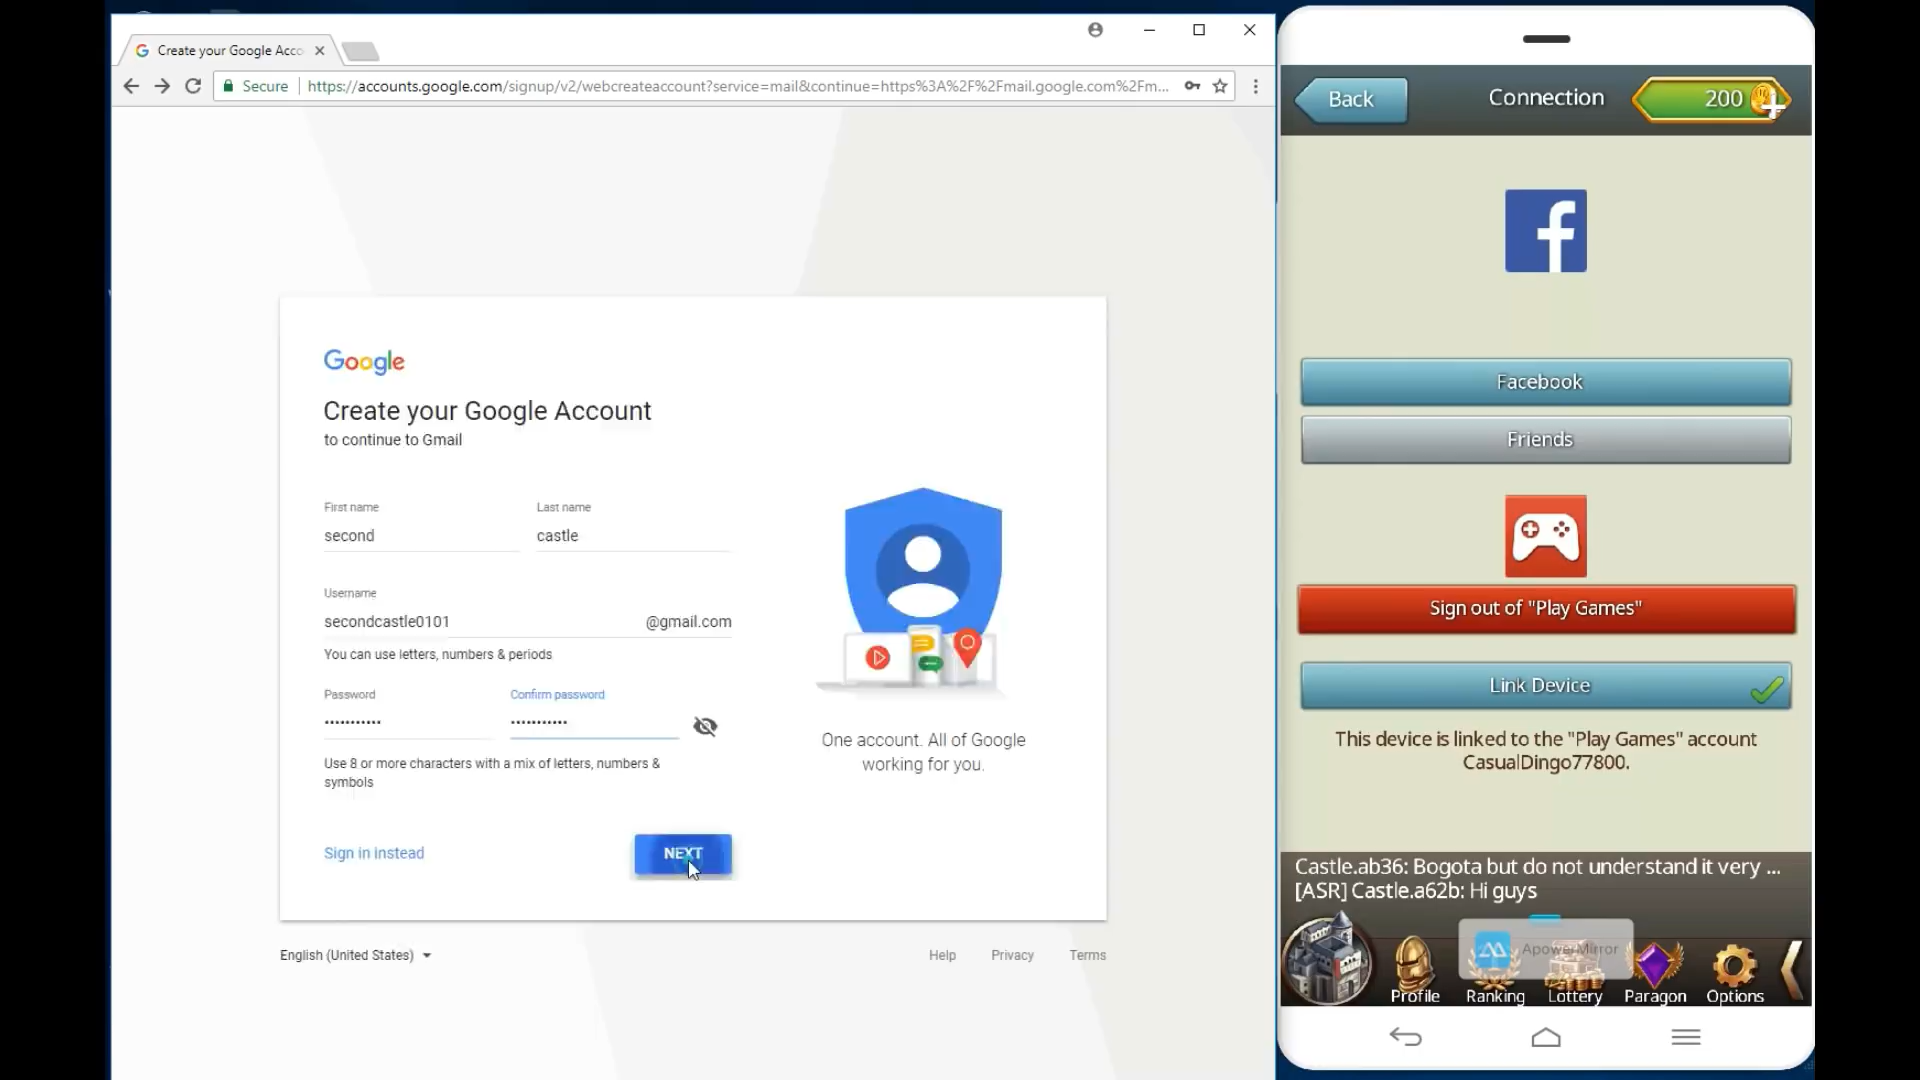 Create your Google Acco
Secure
https://accounts.google.com/signup/v2/webcreateaccount?service=mail&continue=https%3A%2F%2Fmail.google.com%2Fm...
Google
Create your Google Account
to continue to Gmail
First name
Last name
second
castle
Username
secondcastle0101
@gmail.com
You can use letters, numbers & periods
Password
Confirm password
•••••••••••
•••••••••••
Use 8 or more characters with a mix of letters, numbers &
symbols
Sign in instead
NEXT
One account. All of Google
working for you.
English (United States)
Help
Privacy
Terms
Back
Connection
200
Facebook
Friends
Sign out of "Play Games"
Link Device
This device is linked to the "Play Games" account
CasualDingo77800.
Castle.ab36: Bogota but do not understand it very ...
[ASR] Castle.a62b: Hi guys
ApowerMirror
Profile
Ranking
Lottery
Paragon
Options